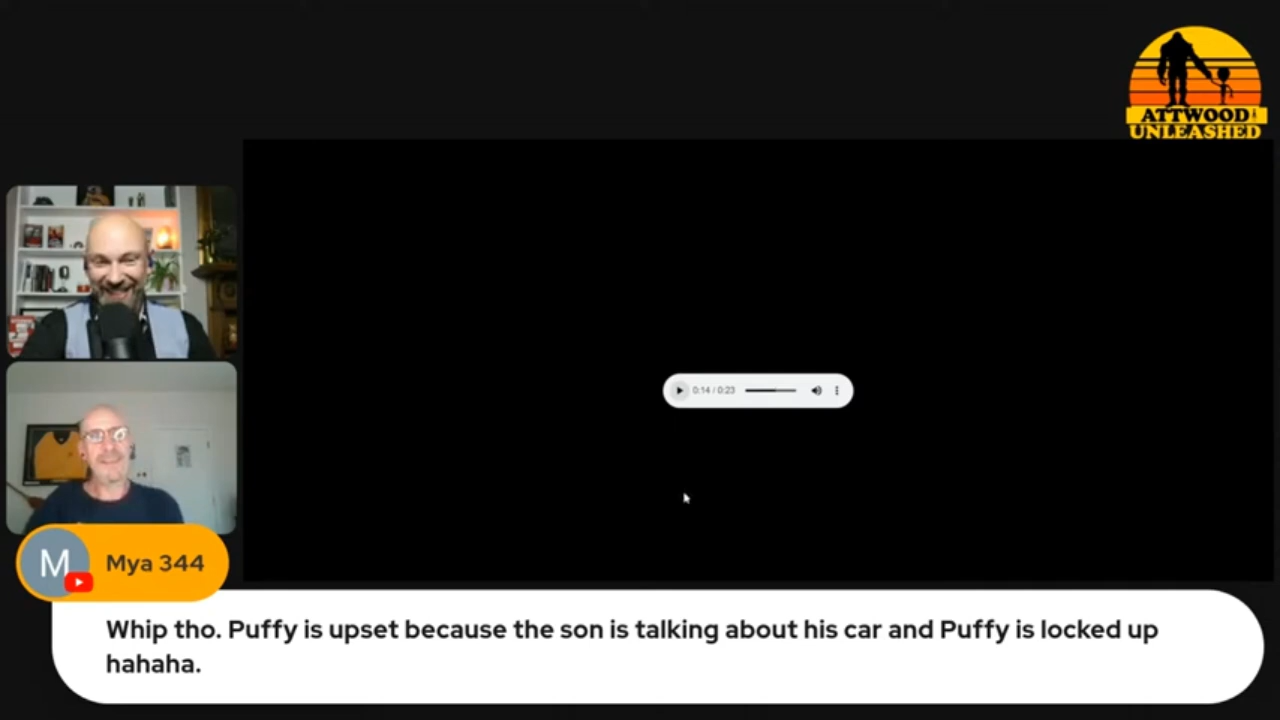 ATTWOOD
UNLEASHED
0:14 / 0:23
M
Mya 344
Whip tho. Puffy is upset because the son is talking about his car and Puffy is locked up
hahaha.